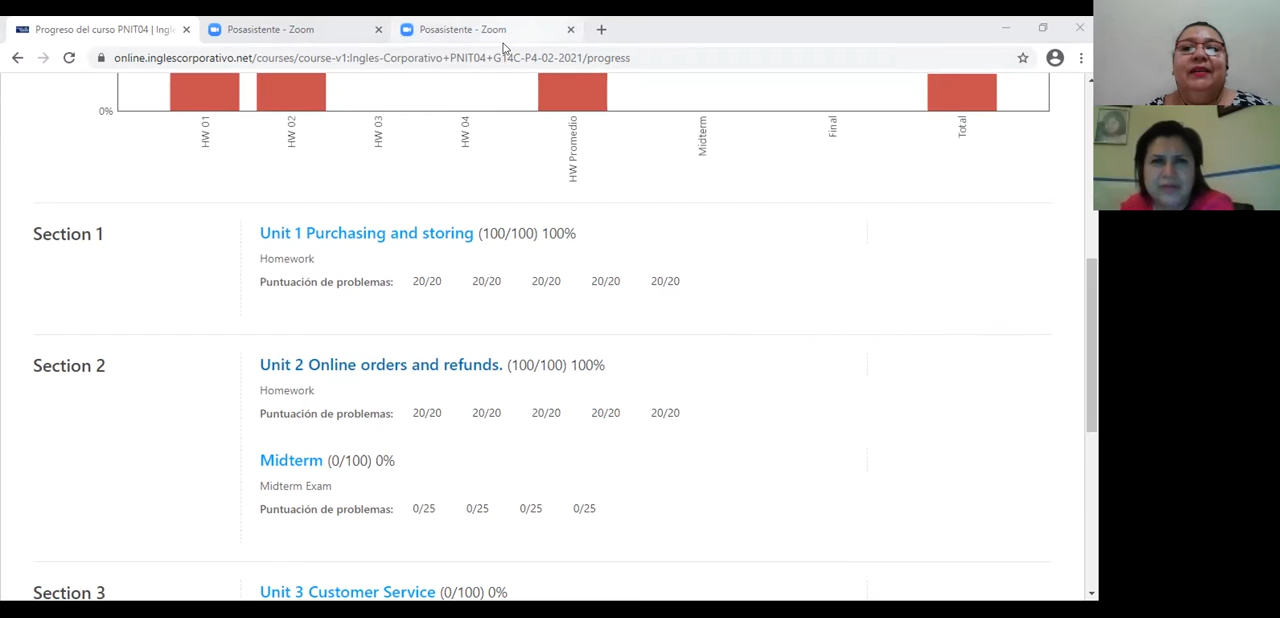 Progreso del curso PNIT04 | Ingl
Posasistente - Zoom
Posasistente - Zoom
online.inglescorporativo.net/courses/course-v1:Ingles-Corporativo+PNIT04+G14C-P4-02-2021/progress
0%
HW 01
HW 02
HW 03
HW 04
HW Promedio
Midterm
Final
Total
Section 1
Unit 1 Purchasing and storing (100/100) 100%
Homework
Puntuación de problemas: 20/20 20/20 20/20 20/20 20/20
Section 2
Unit 2 Online orders and refunds. (100/100) 100%
Homework
Puntuación de problemas: 20/20 20/20 20/20 20/20 20/20
Midterm (0/100) 0%
Midterm Exam
Puntuación de problemas: 0/25 0/25 0/25 0/25
Section 3
Unit 3 Customer Service (0/100) 0%